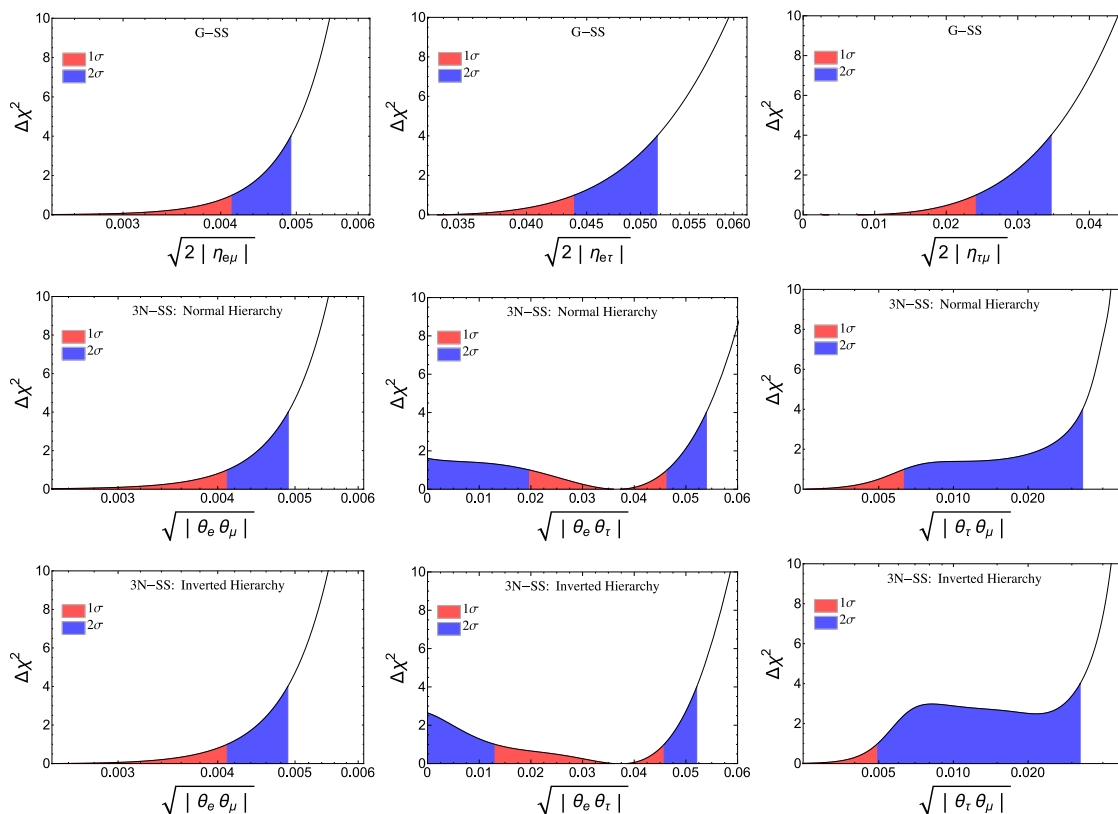 G−SS
1σ
2σ
Δχ²
0 2 4 6 8 10
0.003 0.004 0.005 0.006
√2 | η_eμ |
G−SS
1σ
2σ
Δχ²
0 2 4 6 8 10
0.035 0.040 0.045 0.050 0.055 0.060
√2 | η_eτ |
G−SS
1σ
2σ
Δχ²
0 2 4 6 8 10
0 0.01 0.02 0.03 0.04
√2 | η_τμ |
3N−SS: Normal Hierarchy
1σ
2σ
Δχ²
0 2 4 6 8 10
0.003 0.004 0.005 0.006
√| θ_e θ_μ |
3N−SS: Normal Hierarchy
1σ
2σ
Δχ²
0 2 4 6 8 10
0 0.01 0.02 0.03 0.04 0.05 0.06
√| θ_e θ_τ |
3N−SS: Normal Hierarchy
1σ
2σ
Δχ²
0 2 4 6 8 10
0.005 0.010 0.020
√| θ_τ θ_μ |
3N−SS: Inverted Hierarchy
1σ
2σ
Δχ²
0 2 4 6 8 10
0.003 0.004 0.005 0.006
√| θ_e θ_μ |
3N−SS: Inverted Hierarchy
1σ
2σ
Δχ²
0 2 4 6 8 10
0 0.01 0.02 0.03 0.04 0.05 0.06
√| θ_e θ_τ |
3N−SS: Inverted Hierarchy
1σ
2σ
Δχ²
0 2 4 6 8 10
0.005 0.010 0.020
√| θ_τ θ_μ |